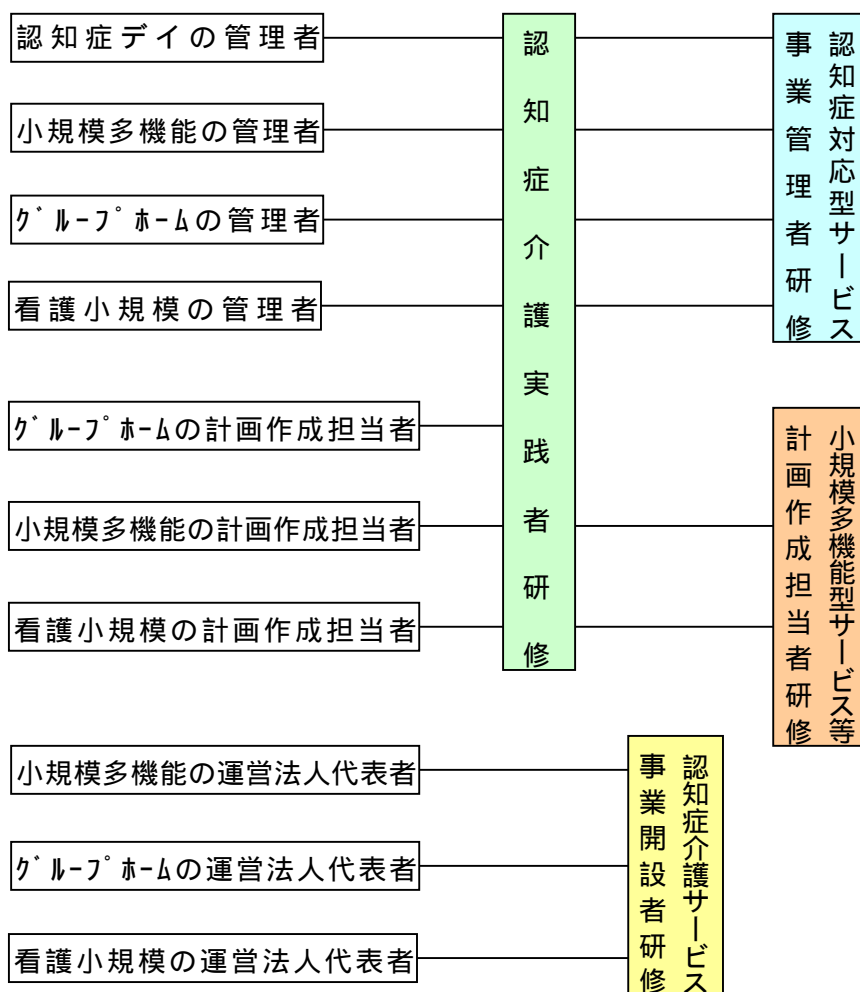 認知症デイの管理者
小規模多機能の管理者
グループホームの管理者
看護小規模の管理者
グループホームの計画作成担当者
小規模多機能の計画作成担当者
看護小規模の計画作成担当者
小規模多機能の運営法人代表者
グループホームの運営法人代表者
看護小規模の運営法人代表者
認知症介護実践者研修
認知症対応型サービス
事業管理者研修
小規模多機能型サービス等
計画作成担当者研修
認知症介護サービス
事業開設者研修